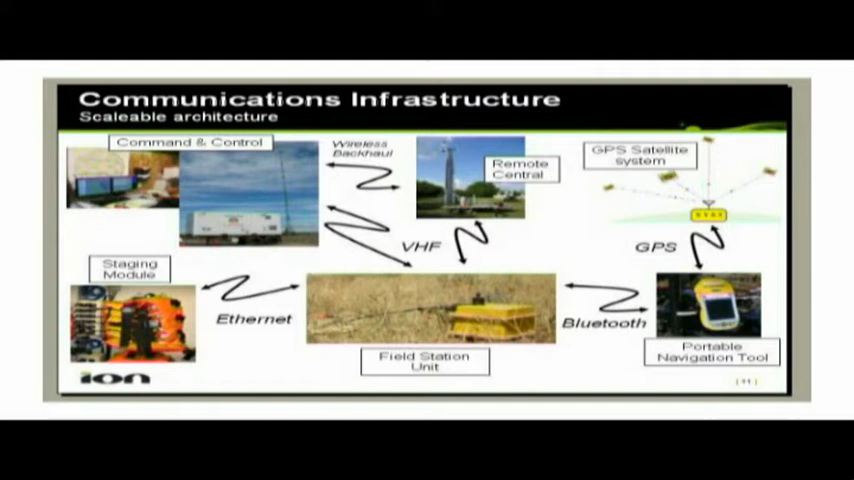 Communications Infrastructure
Scaleable architecture
Command & Control
Wireless
Backhaul
Remote
Central
GPS Satellite
system
VHF
GPS
Staging
Module
Ethernet
Bluetooth
Field Station
Unit
Portable
Navigation Tool
ion